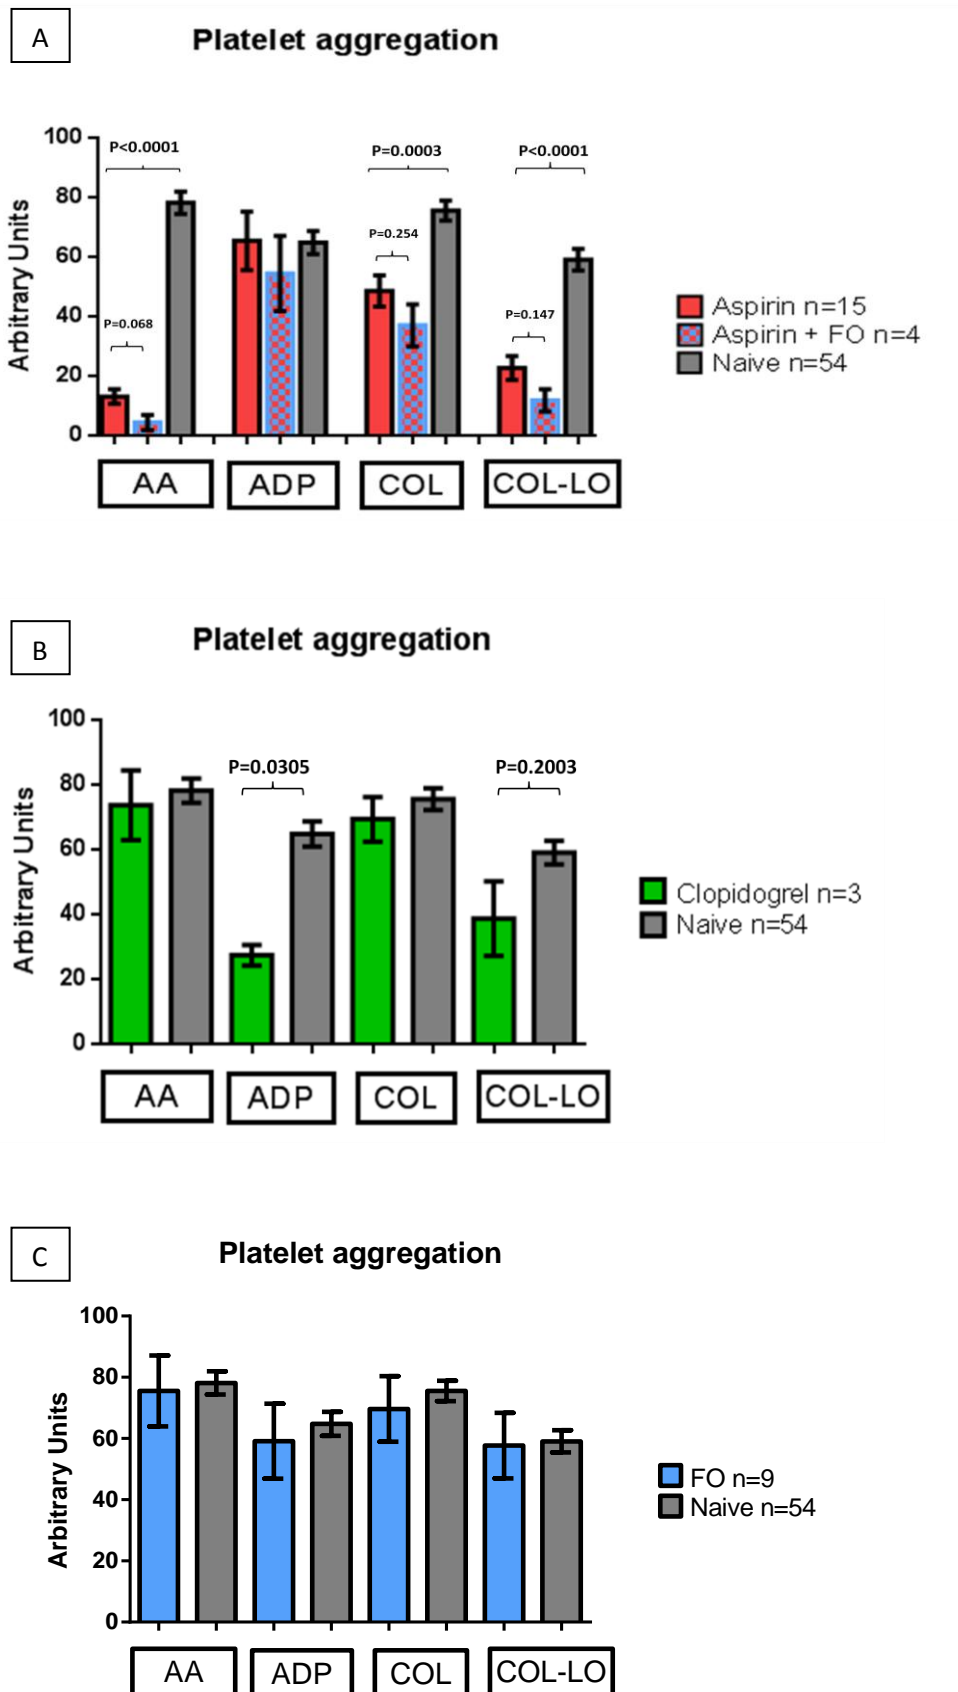 A
Platelet aggregation
100
80
60
40
20
0
Arbitrary Units
P<0.0001
P=0.068
P=0.0003
P=0.254
P<0.0001
P=0.147
Aspirin n=15
Aspirin + FO n=4
Naive n=54
AA
ADP
COL
COL-LO
B
Platelet aggregation
100
80
60
40
20
0
Arbitrary Units
P=0.0305
P=0.2003
Clopidogrel n=3
Naive n=54
AA
ADP
COL
COL-LO
C
Platelet aggregation
100
80
60
40
20
0
Arbitrary Units
FO n=9
Naive n=54
AA
ADP
COL
COL-LO